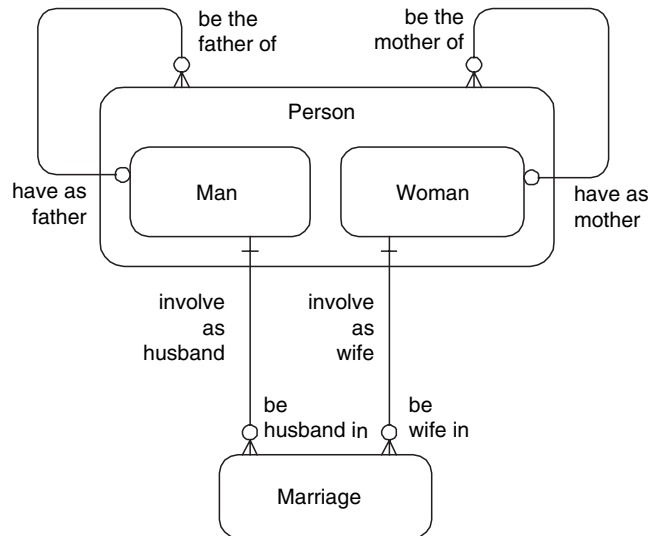 be the
father of
be the
mother of
Person
Man
Woman
have as
father
have as
mother
involve
as
husband
involve
as
wife
be
husband in
be
wife in
Marriage